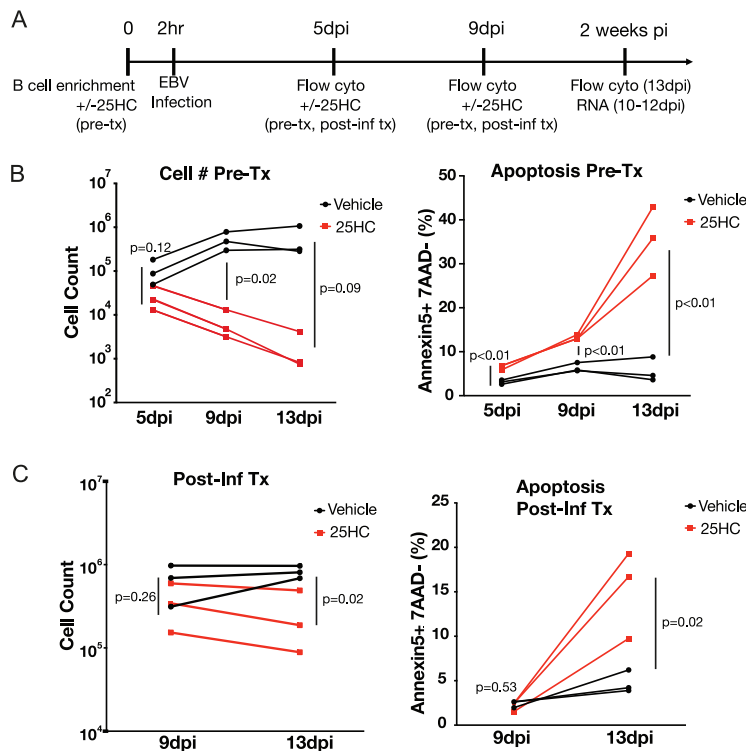 A
0 2hr 5dpi 9dpi 2 weeks pi
B cell enrichment
+/-25HC
(pre-tx)
EBV
Infection
Flow cyto
+/-25HC
(pre-tx, post-inf tx)
Flow cyto
+/-25HC
(pre-tx, post-inf tx)
Flow cyto (13dpi)
RNA (10-12dpi)
B
Cell # Pre-Tx
Cell Count
10^7
10^6
10^5
10^4
10^3
10^2
p=0.12
p=0.02
p=0.09
Vehicle
25HC
5dpi 9dpi 13dpi
Apoptosis Pre-Tx
Annexin5+ 7AAD- (%)
50
40
30
20
10
0
p<0.01
p<0.01
p<0.01
Vehicle
25HC
5dpi 9dpi 13dpi
C
Post-Inf Tx
Cell Count
10^7
10^6
10^5
10^4
p=0.26
p=0.02
Vehicle
25HC
9dpi 13dpi
Apoptosis
Post-Inf Tx
Annexin5+ 7AAD- (%)
25
20
15
10
5
0
p=0.53
p=0.02
Vehicle
25HC
9dpi 13dpi